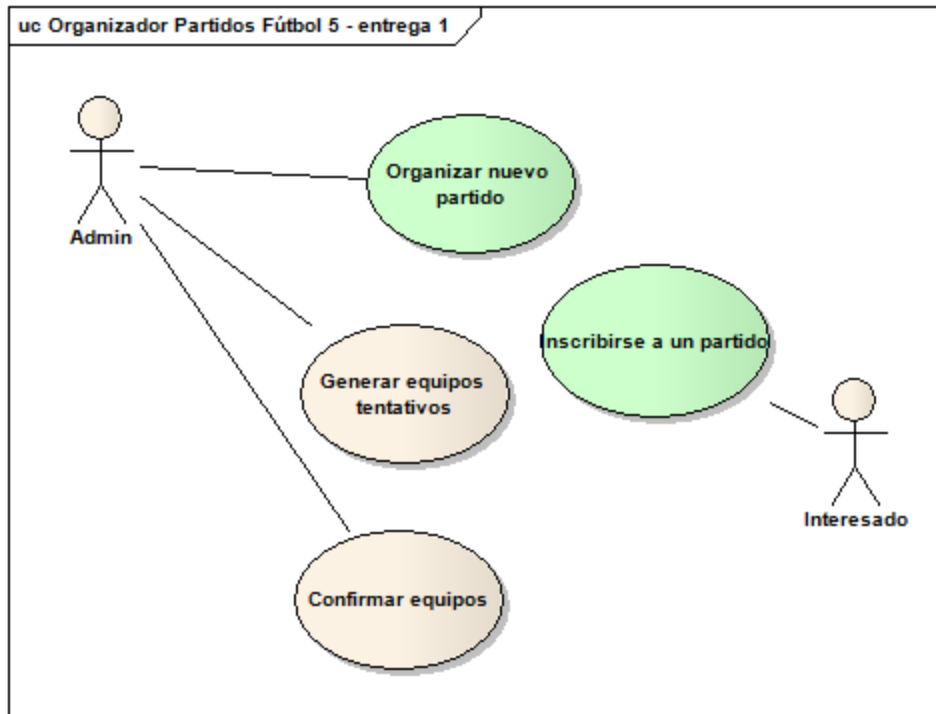 uc Organizador Partidos Fútbol 5 - entrega 1
Organizar nuevo
partido
Admin
Inscribirse a un partido
Generar equipos
tentativos
Interesado
Confirmar equipos